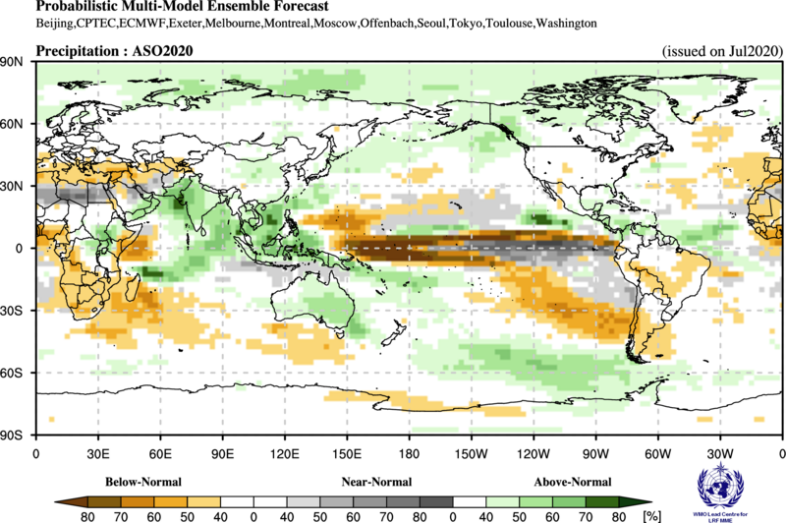 Probabilistic Multi-Model Ensemble Forecast
Beijing,CPTEC,ECMWF,Exeter,Melbourne,Montreal,Moscow,Offenbach,Seoul,Tokyo,Toulouse,Washington
Precipitation : ASO2020 (issued on Jul2020)
90N
60N
30N
0
30S
60S
90S
0 30E 60E 90E 120E 150E 180 150W 120W 90W 60W 30W 0
Below-Normal Near-Normal Above-Normal
80 70 60 50 40 0 40 50 60 70 80 0 40 50 60 70 80 [%]
WMO Lead Centre for
LRF MME